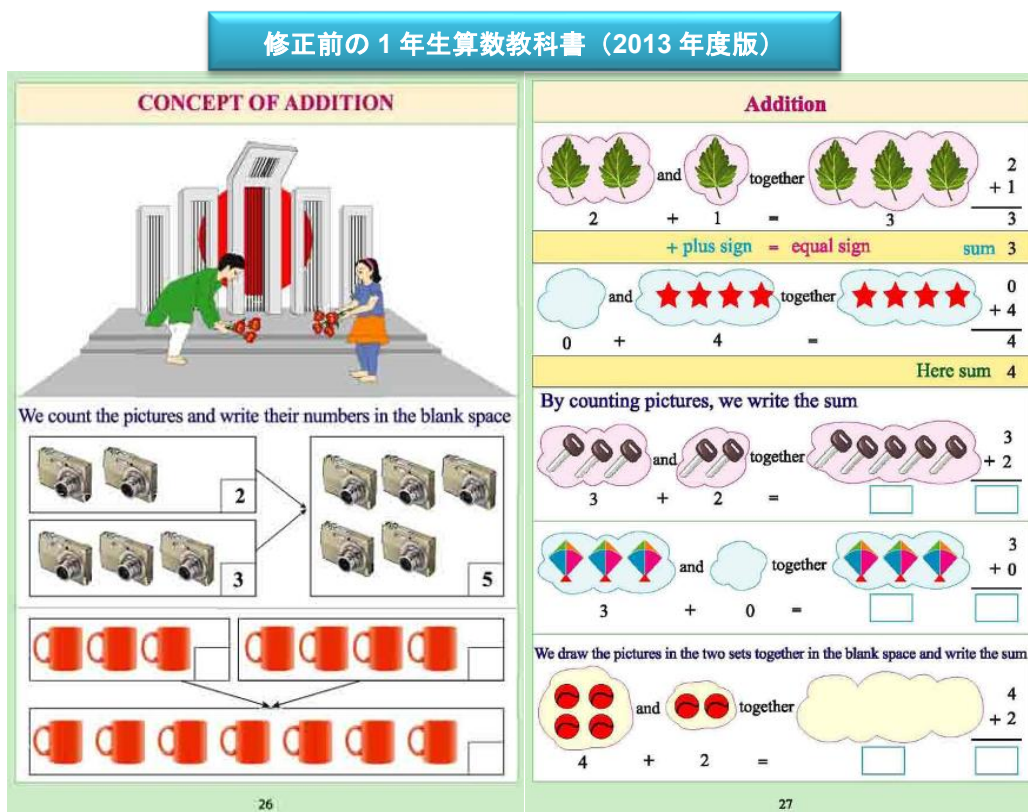 修正前の 1 年生算数教科書（2013 年度版）
CONCEPT OF ADDITION
We count the pictures and write their numbers in the blank space
2
3
5
26
Addition
and together
2 + 1 = 3
2
+ 1
3
+ plus sign = equal sign sum 3
and together
0 + 4 =
0
+ 4
4
Here sum 4
By counting pictures, we write the sum
and together
3 + 2 =
3
+ 2
and together
3 + 0 =
3
+ 0
We draw the pictures in the two sets together in the blank space and write the sum
and together
4 + 2 =
4
+ 2
27